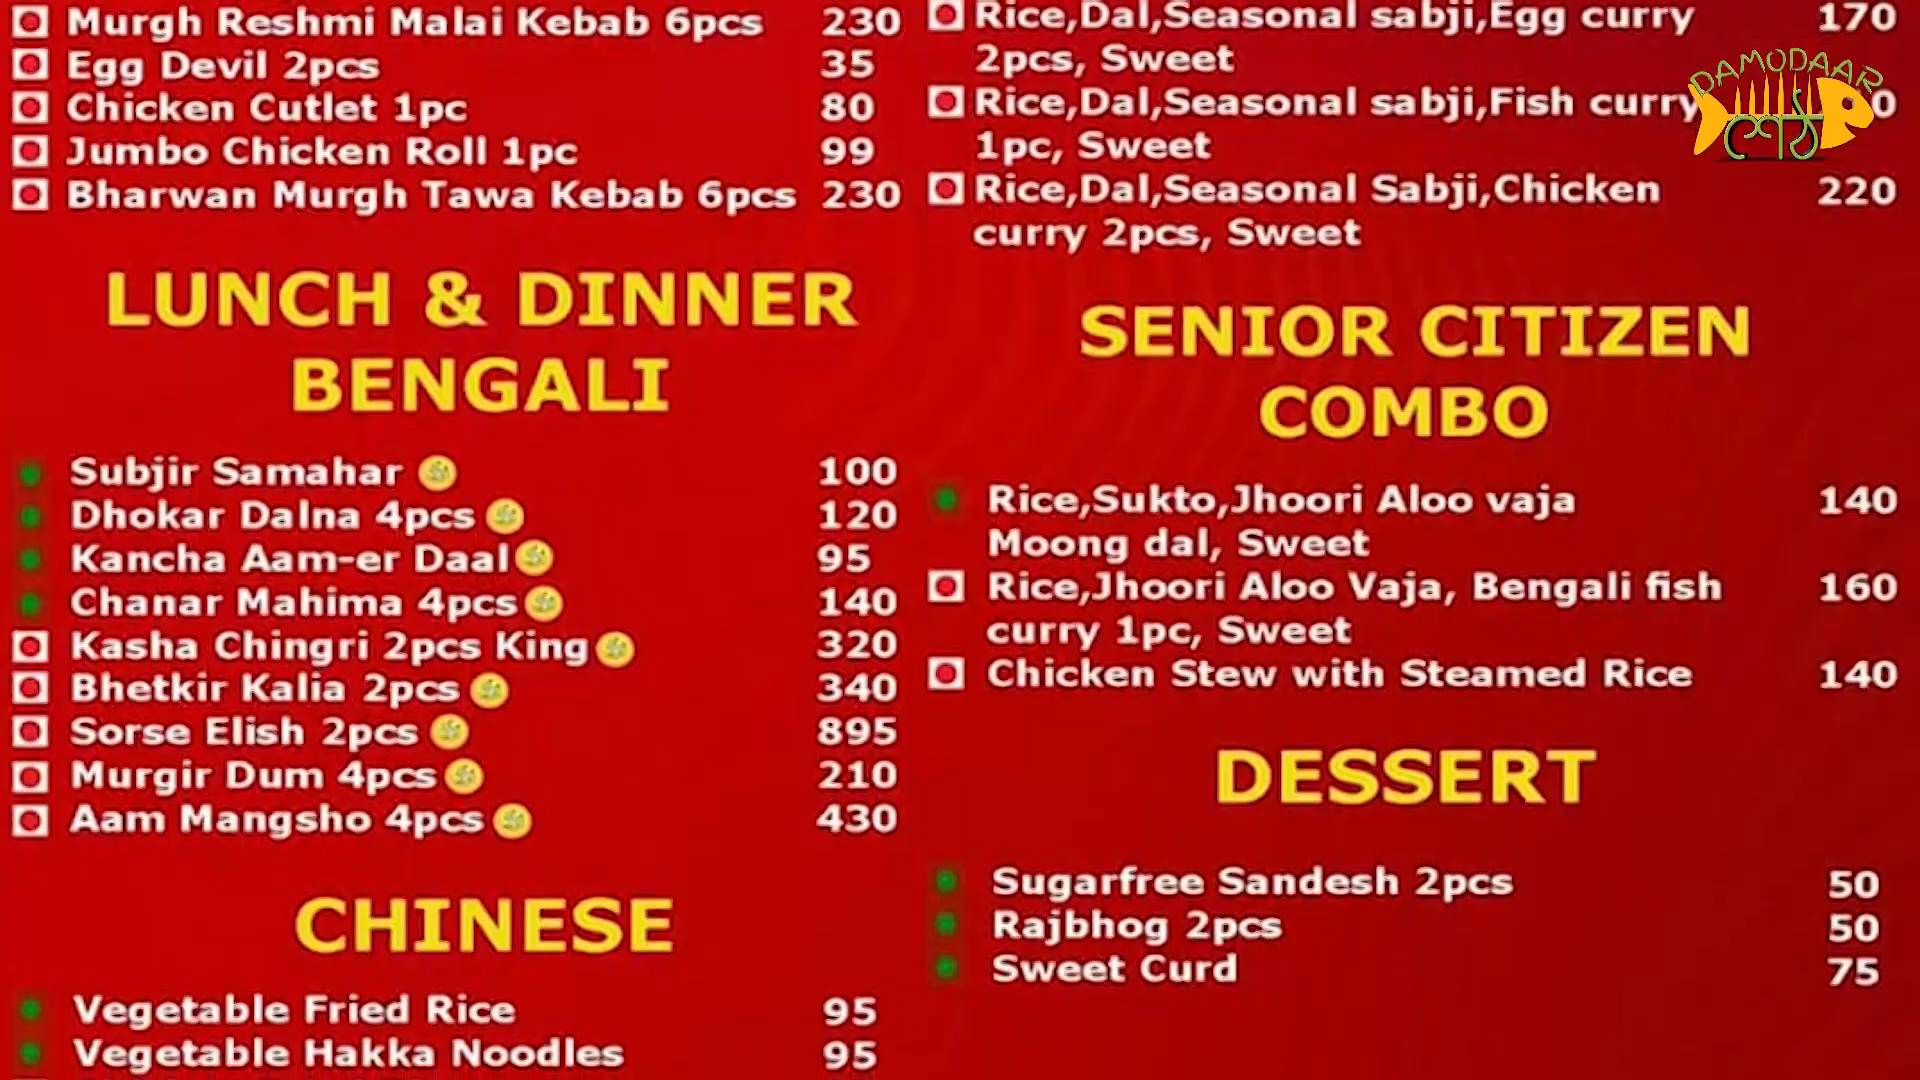 Murgh Reshmi Malai Kebab 6pcs 230
Egg Devil 2pcs 35
Chicken Cutlet 1pc 80
Jumbo Chicken Roll 1pc 99
Bharwan Murgh Tawa Kebab 6pcs 230
LUNCH & DINNER
BENGALI
Subjir Samahar 100
Dhokar Dalna 4pcs 120
Kancha Aam-er Daal 95
Chanar Mahima 4pcs 140
Kasha Chingri 2pcs King 320
Bhetkir Kalia 2pcs 340
Sorse Elish 2pcs 895
Murgir Dum 4pcs 210
Aam Mangsho 4pcs 430
CHINESE
Vegetable Fried Rice 95
Vegetable Hakka Noodles 95
Rice,Dal,Seasonal sabji,Egg curry 170
2pcs, Sweet
Rice,Dal,Seasonal sabji,Fish curry
1pc, Sweet
Rice,Dal,Seasonal Sabji,Chicken 220
curry 2pcs, Sweet
SENIOR CITIZEN
COMBO
Rice,Sukto,Jhoori Aloo vaja 140
Moong dal, Sweet
Rice,Jhoori Aloo Vaja, Bengali fish 160
curry 1pc, Sweet
Chicken Stew with Steamed Rice 140
DESSERT
Sugarfree Sandesh 2pcs 50
Rajbhog 2pcs 50
Sweet Curd 75
DAMODAAR